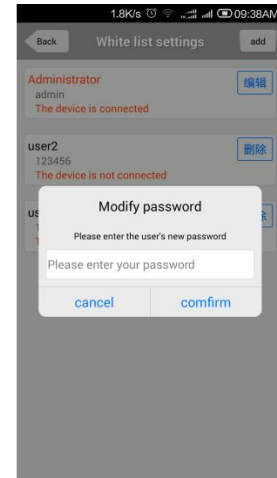 1.8K/s 09:38AM
Back White list settings add
Administrator 编辑
admin
The device is connected
user2 删除
123456
The device is not connected
Modify password
Please enter the user's new password
Please enter your password
cancel comfirm